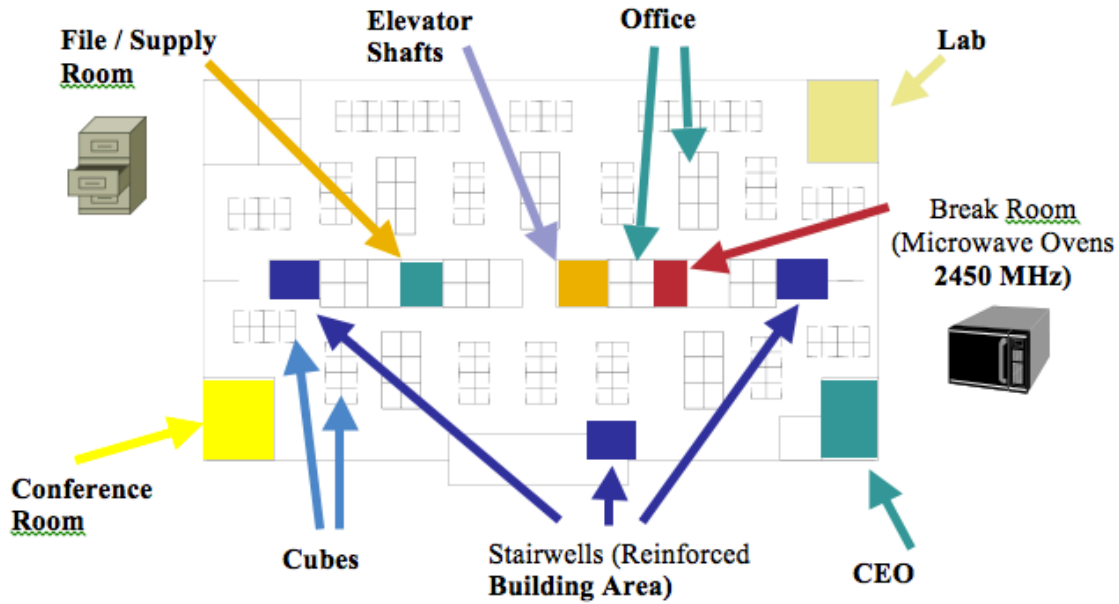 File / Supply
Room
Elevator
Shafts
Office
Lab
Break Room
(Microwave Ovens
2450 MHz)
Conference
Room
Cubes
Stairwells (Reinforced
Building Area)
CEO